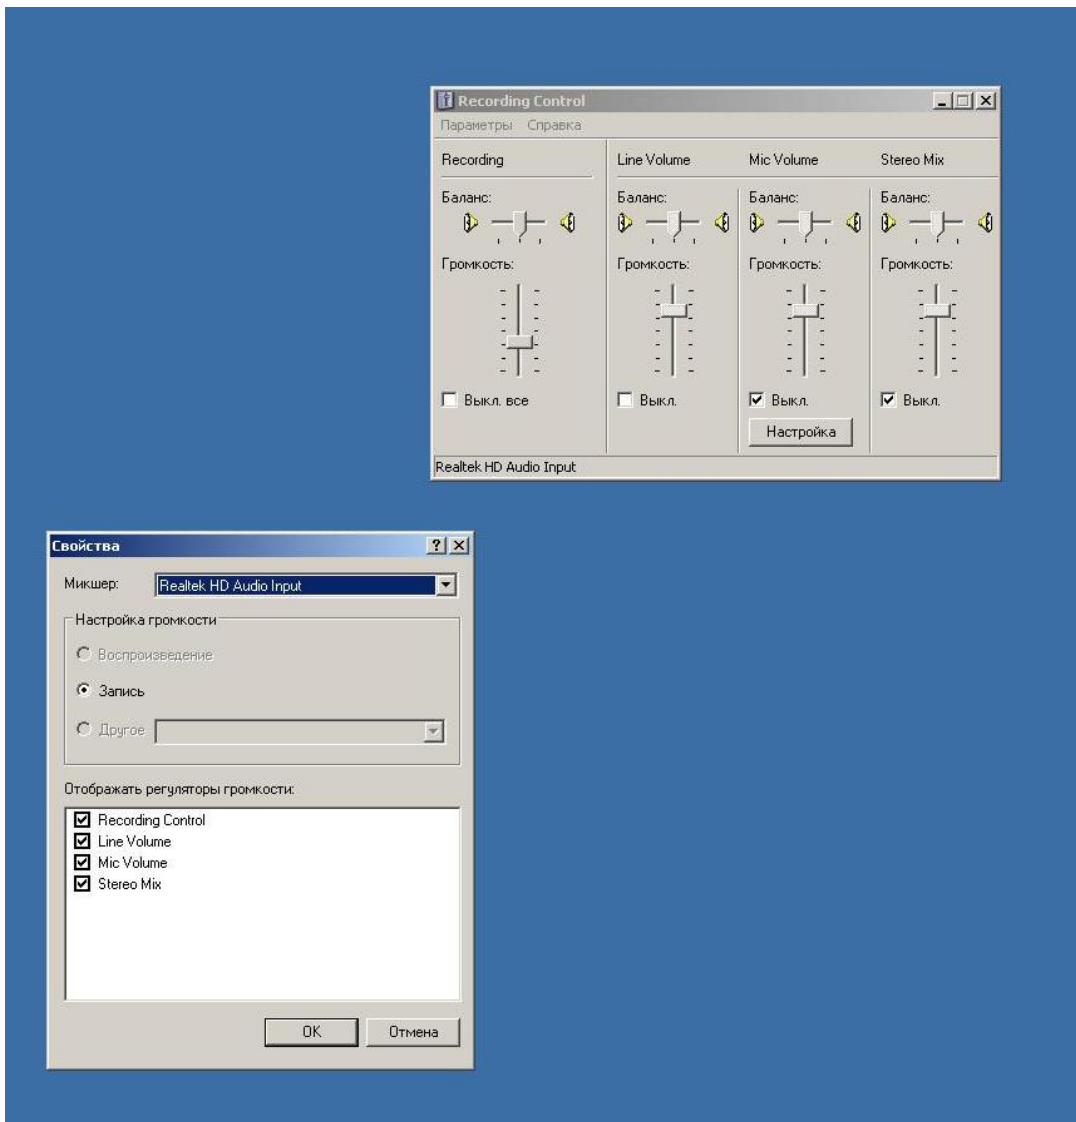 Recording Control
Параметры Справка
Recording Line Volume Mic Volume Stereo Mix
Баланс: Баланс: Баланс: Баланс:
Громкость: Громкость: Громкость: Громкость:
Выкл. все Выкл. Выкл. Выкл.
Настройка
Realtek HD Audio Input
Свойства
Микшер: Realtek HD Audio Input
Настройка громкости
Воспроизведение
Запись
Другое
Отображать регуляторы громкости:
Recording Control
Line Volume
Mic Volume
Stereo Mix
OK Отмена